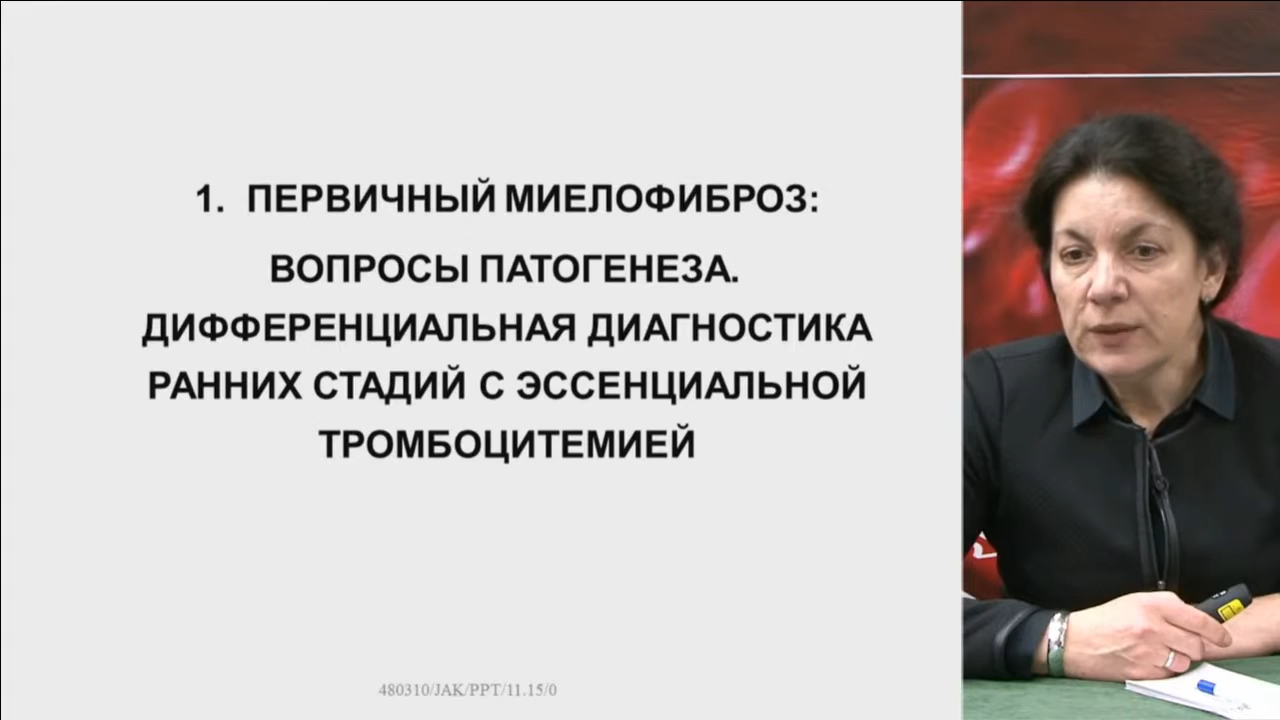 1. ПЕРВИЧНЫЙ МИЕЛОФИБРОЗ:
ВОПРОСЫ ПАТОГЕНЕЗА.
ДИФФЕРЕНЦИАЛЬНАЯ ДИАГНОСТИКА
РАННИХ СТАДИЙ С ЭССЕНЦИАЛЬНОЙ
ТРОМБОЦИТЕМИЕЙ
480310/JAK/PPT/11.15/0